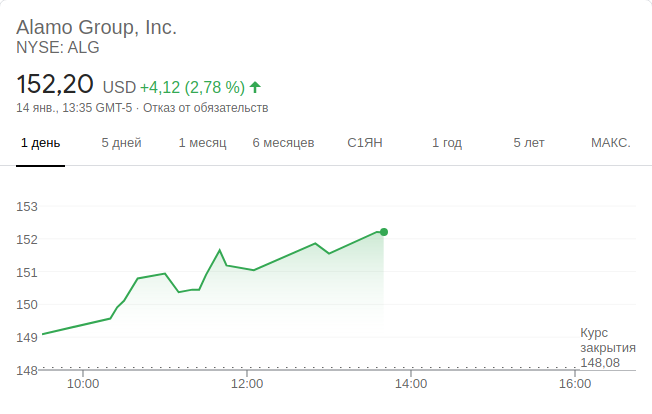 Alamo Group, Inc.
NYSE: ALG
152,20 USD +4,12 (2,78 %)
14 янв., 13:35 GMT-5 · Отказ от обязательств
1 день 5 дней 1 месяц 6 месяцев С1ЯН 1 год 5 лет МАКС.
153
152
151
150
149
148
Курс
закрытия
148,08
10:00 12:00 14:00 16:00